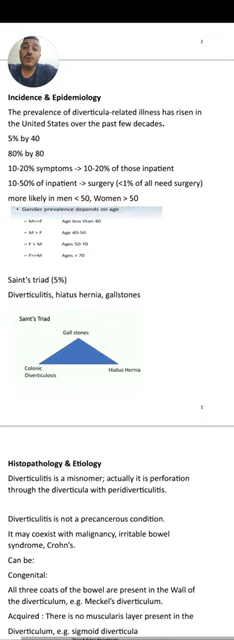 2
Incidence & Epidemiology
The prevalence of diverticula-related illness has risen in
the United States over the past few decades.
5% by 40
80% by 80
10-20% symptoms -> 10-20% of those inpatient
10-50% of inpatient -> surgery (<1% of all need surgery)
more likely in men < 50, Women > 50
• Gender prevalence depends on age
– M>>F Age less than 40
– M > F Age 40-50
– F > M Ages 50-70
– F>>M Ages > 70
Saint's triad (5%)
Diverticulitis, hiatus hernia, gallstones
Saint's Triad
Gall stones
Colonic
Diverticulosis
Hiatus Hernia
3
Histopathology & Etiology
Diverticulitis is a misnomer; actually it is perforation
through the diverticula with peridiverticulitis.
Diverticulitis is not a precancerous condition.
It may coexist with malignancy, irritable bowel
syndrome, Crohn's.
Can be:
Congenital:
All three coats of the bowel are present in the Wall of
the diverticulum, e.g. Meckel's diverticulum.
Acquired : There is no muscularis layer present in the
Diverticulum, e.g. sigmoid diverticula